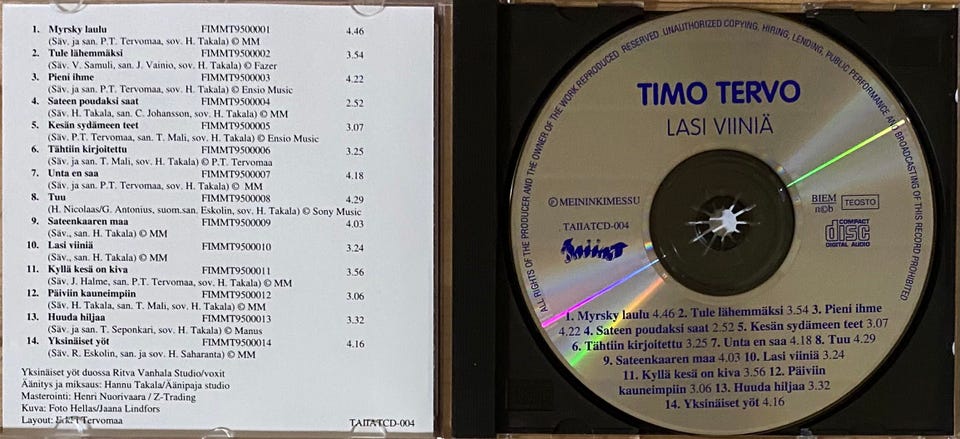 1. Myrsky laulu FIMMT9500001 4.46
(Säv. ja san. P.T. Tervomaa, sov. H. Takala) © MM
2. Tule lähemmäksi FIMMT9500002 3.54
(Säv. V. Samuli, san. J. Vainio, sov. H. Takala) © Fazer
3. Pieni ihme FIMMT9500003 4.22
(Säv. ja san. P.T. Tervomaa, sov. H. Takala) © Ensio Music
4. Sateen poudaksi saat FIMMT9500004 2.52
(Säv. H. Takala, san. C. Johansson, sov. H. Takala) © MM
5. Kesän sydämeen teet FIMMT9500005 3.07
(Säv. P.T. Tervomaa, san. T. Mali, sov. H. Takala) © Ensio Music
6. Tähtiin kirjoitettu FIMMT9500006 3.25
(Säv. ja san. T. Mali, sov. H. Takala) © P.T. Tervomaa
7. Unta en saa FIMMT9500007 4.18
(Säv. ja san. P.T. Tervomaa, sov. H. Takala) © MM
8. Tuu FIMMT9500008 4.29
(H. Nicolaas/G. Antonius, suom.san. Eskolin, sov. H. Takala) © Sony Music
9. Sateenkaaren maa FIMMT9500009 4.03
(Säv., san. H. Takala) © MM
10. Lasi viiniä FIMMT9500010 3.24
(Säv., san. H. Takala) © MM
11. Kyllä kesä on kiva FIMMT9500011 3.56
(Säv. J. Halme, san. P.T. Tervomaa, sov. H. Takala) © MM
12. Päiviin kauneimpiin FIMMT9500012 3.06
(Säv. H. Takala, san. T. Mali, sov. H. Takala) © MM
13. Huuda hiljaa FIMMT9500013 3.32
(Säv. ja san. T. Seponkari, sov. H. Takala) © Manus
14. Yksinäiset yöt FIMMT9500014 4.16
(Säv. R. Eskolin, san. ja sov. H. Saharanta) © MM
Yksinäiset yöt duossa Ritva Vanhala Studio/voxit
Äänitys ja miksaus: Hannu Takala/Äänipaja studio
Masterointi: Henri Nuorivaara / Z-Trading
Kuva: Foto Hellas/Jaana Lindfors
Layout: Tervomaa TAIIATCD-004
ALL RIGHTS OF THE PRODUCER AND THE OWNER OF THE WORK REPRODUCED RESERVED. UNAUTHORIZED COPYING, HIRING, LENDING, PUBLIC PERFORMANCE AND BROADCASTING OF THIS RECORD PROHIBITED
TIMO TERVO
LASI VIINIÄ
℗ MEININKIMESSU
TAIIATCD-004
BIEM
n©b
TEOSTO
COMPACT
disc
DIGITAL AUDIO
1. Myrsky laulu 4.46 2. Tule lähemmäksi 3.54 3. Pieni ihme
4.22 4. Sateen poudaksi saat 2.52 5. Kesän sydämeen teet 3.07
6. Tähtiin kirjoitettu 3.25 7. Unta en saa 4.18 8. Tuu 4.29
9. Sateenkaaren maa 4.03 10. Lasi viiniä 3.24
11. Kyllä kesä on kiva 3.56 12. Päiviin
kauneimpiin 3.06 13. Huuda hiljaa 3.32
14. Yksinäiset yöt 4.16